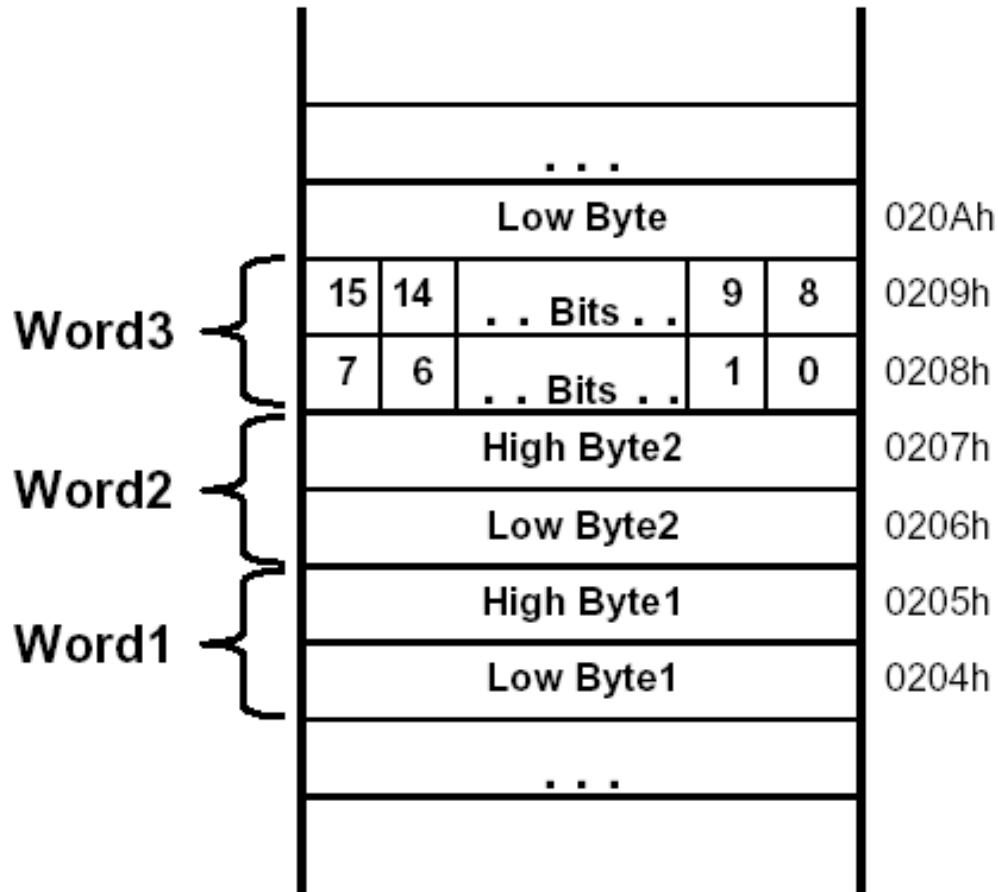 . . .
Low Byte 020Ah
15 14 . . Bits . . 9 8 0209h
Word3
7 6 . . Bits . . 1 0 0208h
High Byte2 0207h
Word2
Low Byte2 0206h
High Byte1 0205h
Word1
Low Byte1 0204h
. . .